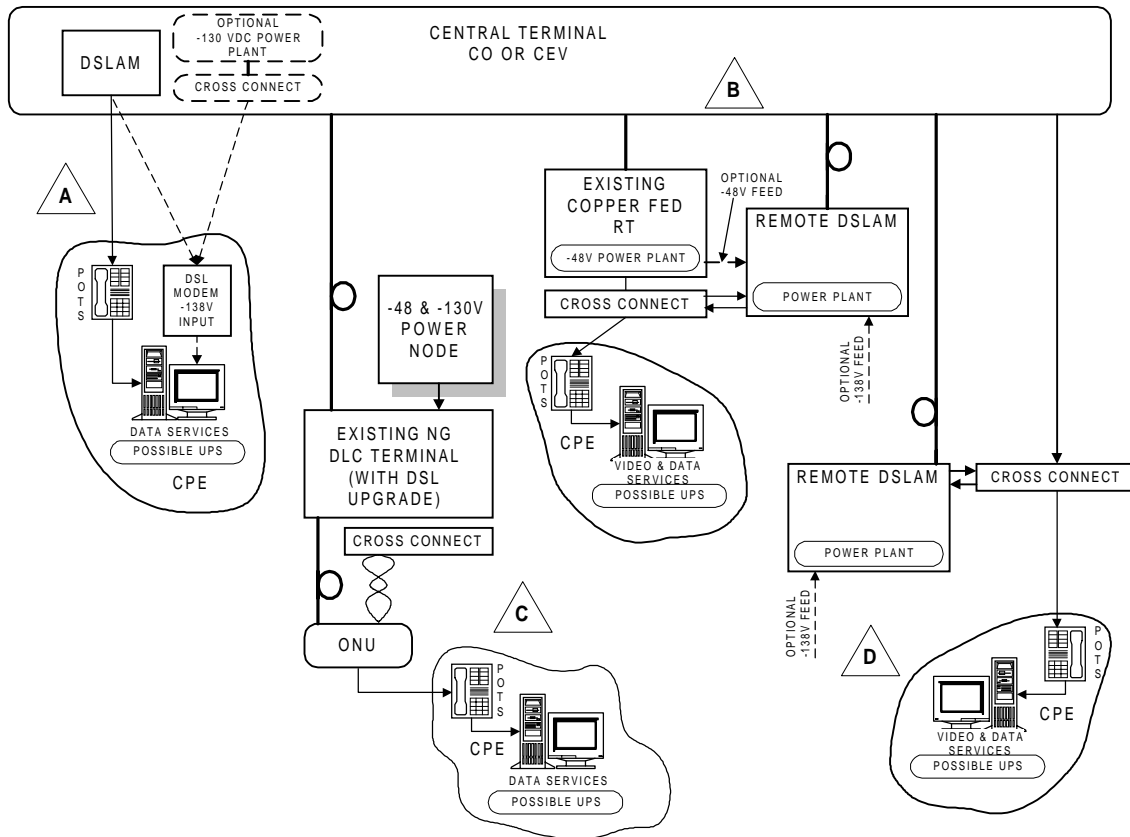 OPTIONAL
-130 VDC POWER
PLANT
CROSS CONNECT
DSLAM
CENTRAL TERMINAL
CO OR CEV
B
A
POTS
DSL
MODEM
-138V
INPUT
DATA SERVICES
POSSIBLE UPS
CPE
-48 & -130V
POWER
NODE
EXISTING NG
DLC TERMINAL
(WITH DSL
UPGRADE)
CROSS CONNECT
ONU
C
POTS
CPE
DATA SERVICES
POSSIBLE UPS
EXISTING
COPPER FED
RT
-48V POWER PLANT
OPTIONAL
-48V FEED
REMOTE DSLAM
POWER PLANT
OPTIONAL
-138V FEED
CROSS CONNECT
POTS
CPE
VIDEO & DATA
SERVICES
POSSIBLE UPS
REMOTE DSLAM
POWER PLANT
OPTIONAL
-138V FEED
CROSS CONNECT
D
POTS
CPE
VIDEO & DATA
SERVICES
POSSIBLE UPS